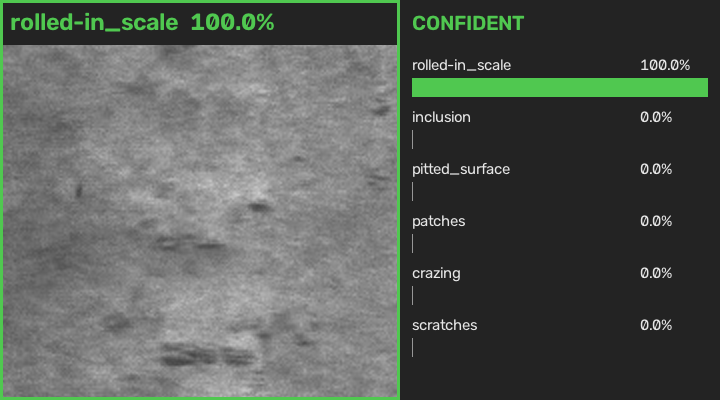 rolled-in_scale 100.0%
CONFIDENT
rolled-in_scale 100.0%
inclusion 0.0%
pitted_surface 0.0%
patches 0.0%
crazing 0.0%
scratches 0.0%